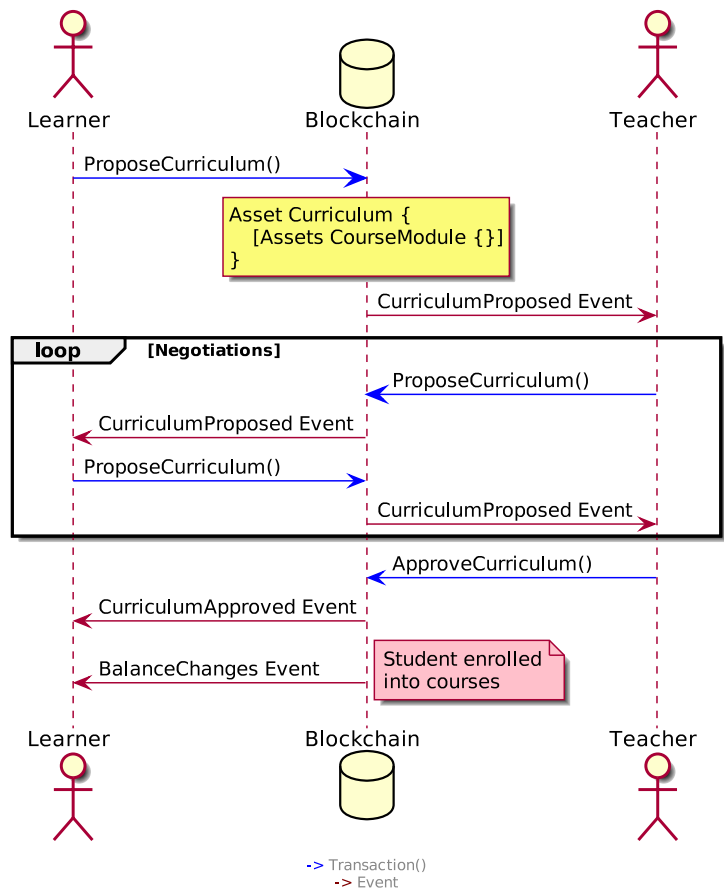 Learner
Blockchain
Teacher
ProposeCurriculum()
Asset Curriculum {
[Assets CourseModule {}]
}
CurriculumProposed Event
loop [Negotiations]
ProposeCurriculum()
CurriculumProposed Event
ProposeCurriculum()
CurriculumProposed Event
ApproveCurriculum()
CurriculumApproved Event
BalanceChanges Event
Student enrolled
into courses
Learner
Blockchain
Teacher
-> Transaction()
-> Event